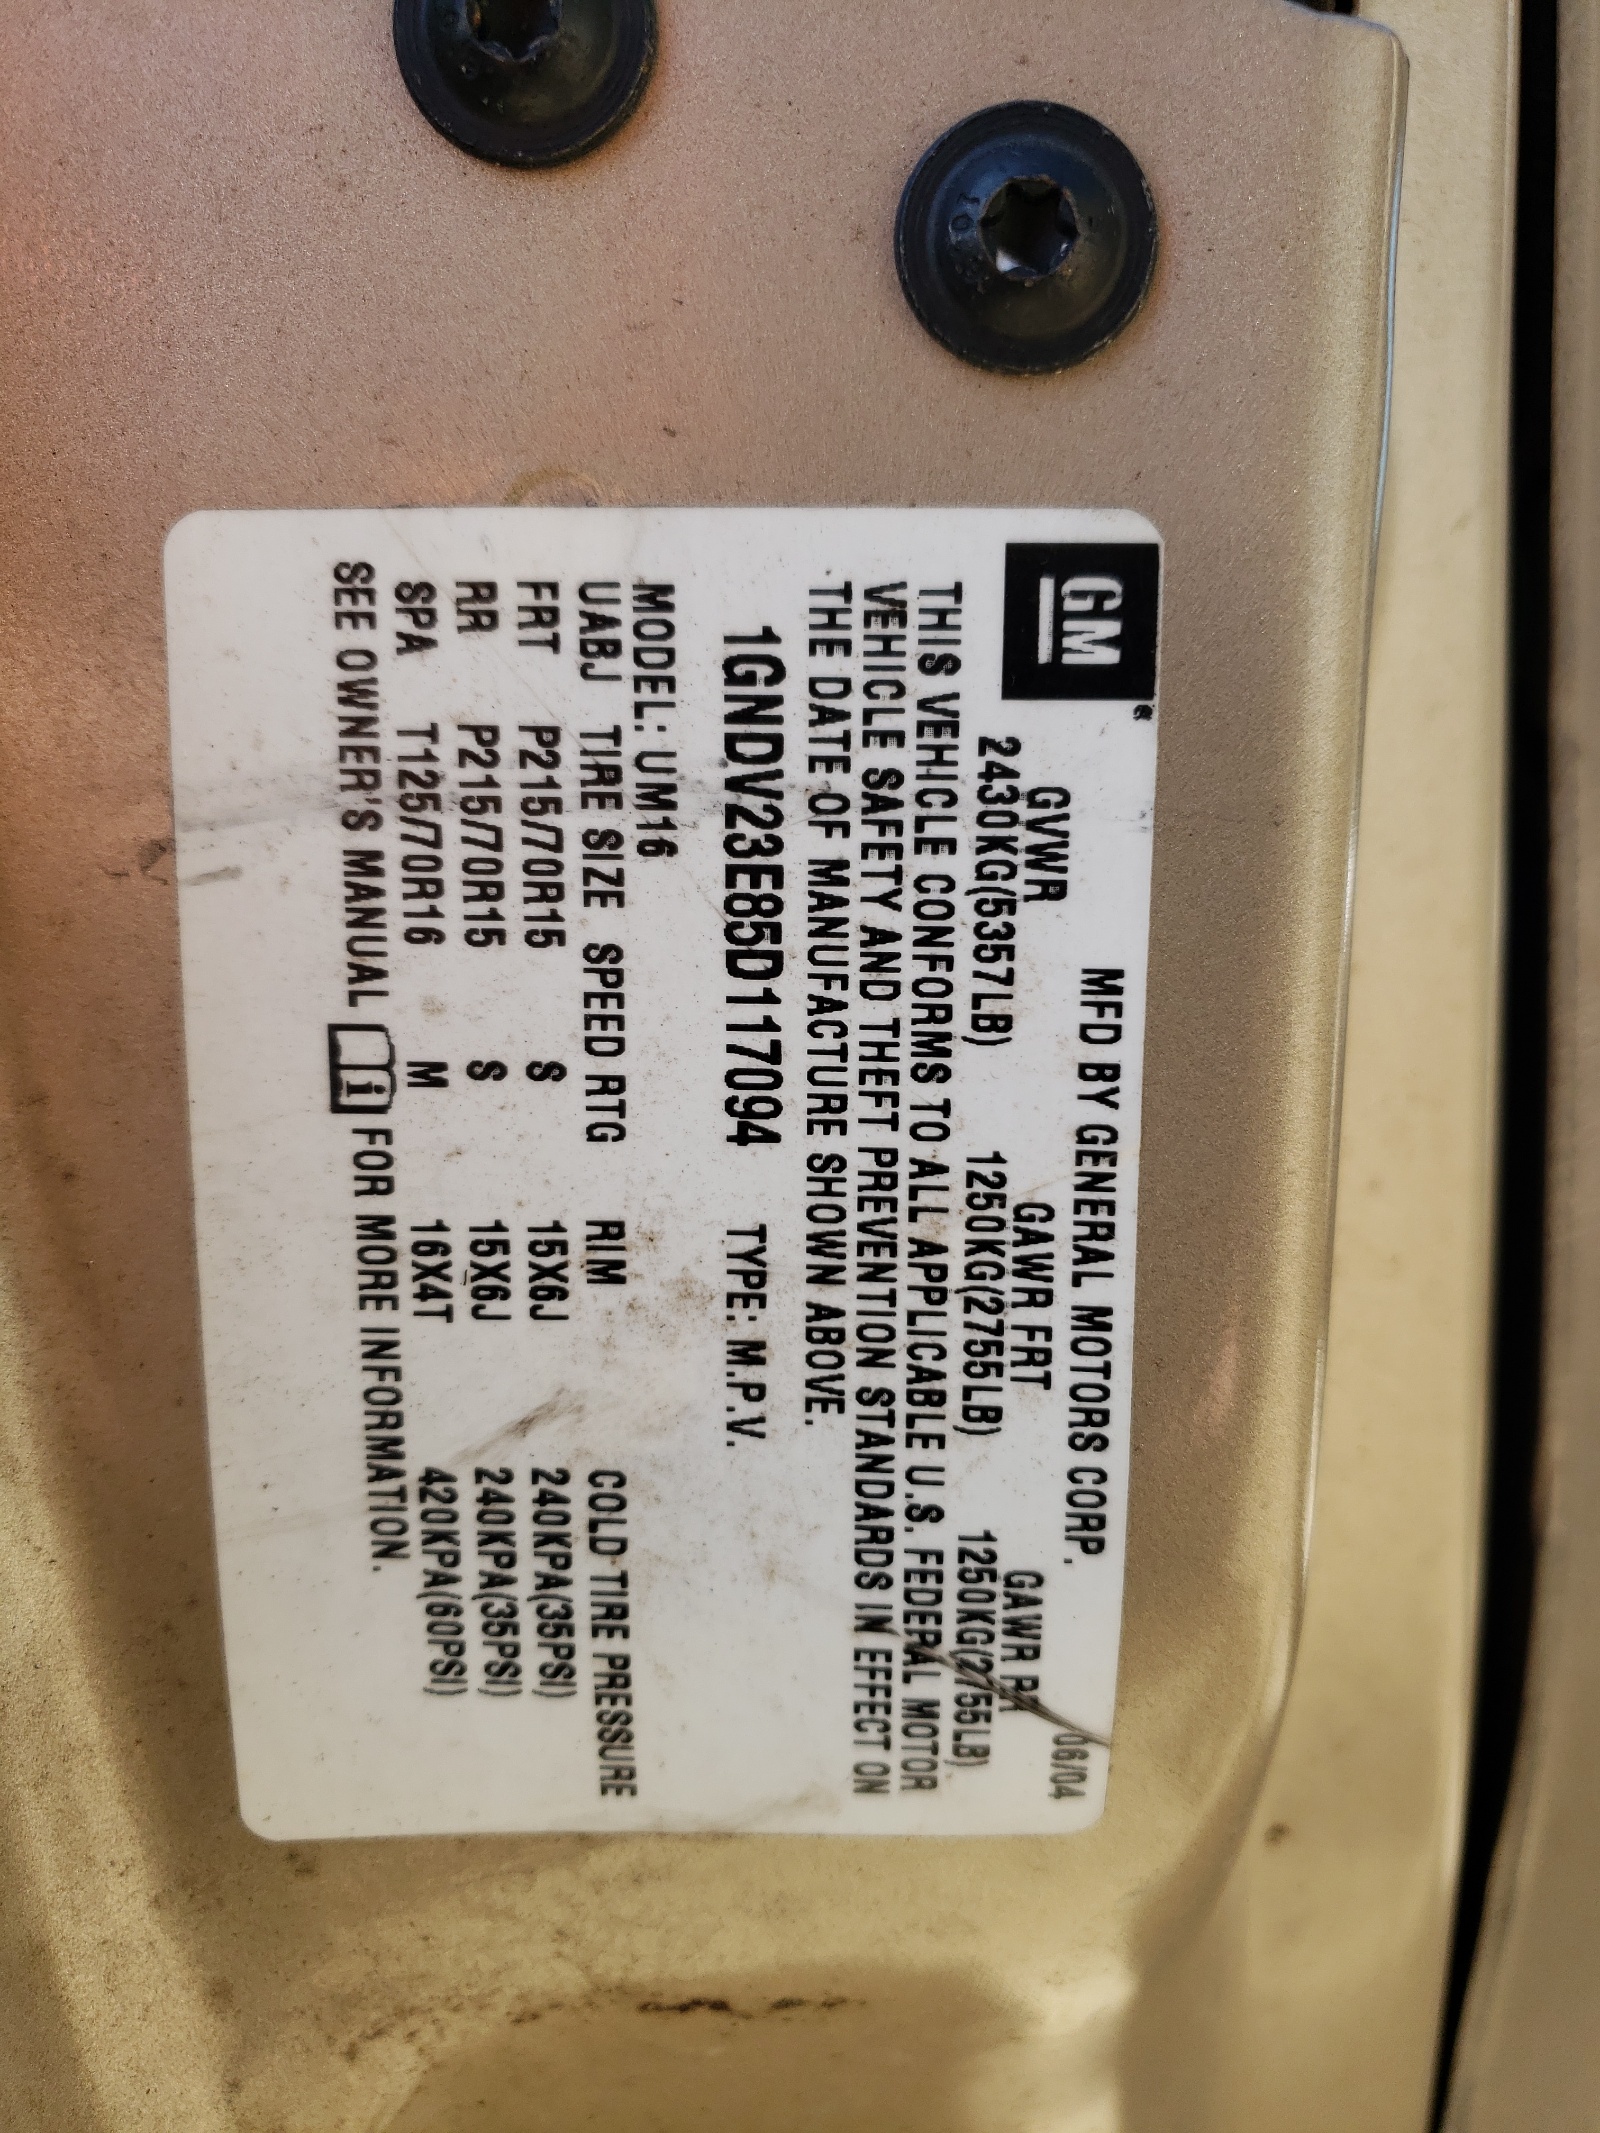 GM
MFD BY GENERAL MOTORS CORP. 06/04
GVWR GAWR FRT GAWR RR
2430KG(5357LB) 1250KG(2755LB) 1250KG(2755LB)
THIS VEHICLE CONFORMS TO ALL APPLICABLE U.S. FEDERAL MOTOR
VEHICLE SAFETY AND THEFT PREVENTION STANDARDS IN EFFECT ON
THE DATE OF MANUFACTURE SHOWN ABOVE.
1GNDV23E85D117094 TYPE: M.P.V.
MODEL: UM16
UABJ TIRE SIZE SPEED RTG RIM COLD TIRE PRESSURE
FRT P215/70R15 S 15X6J 240KPA(35PSI)
RR P215/70R15 S 15X6J 240KPA(35PSI)
SPA T125/70R16 M 16X4T 420KPA(60PSI)
SEE OWNER'S MANUAL i FOR MORE INFORMATION.